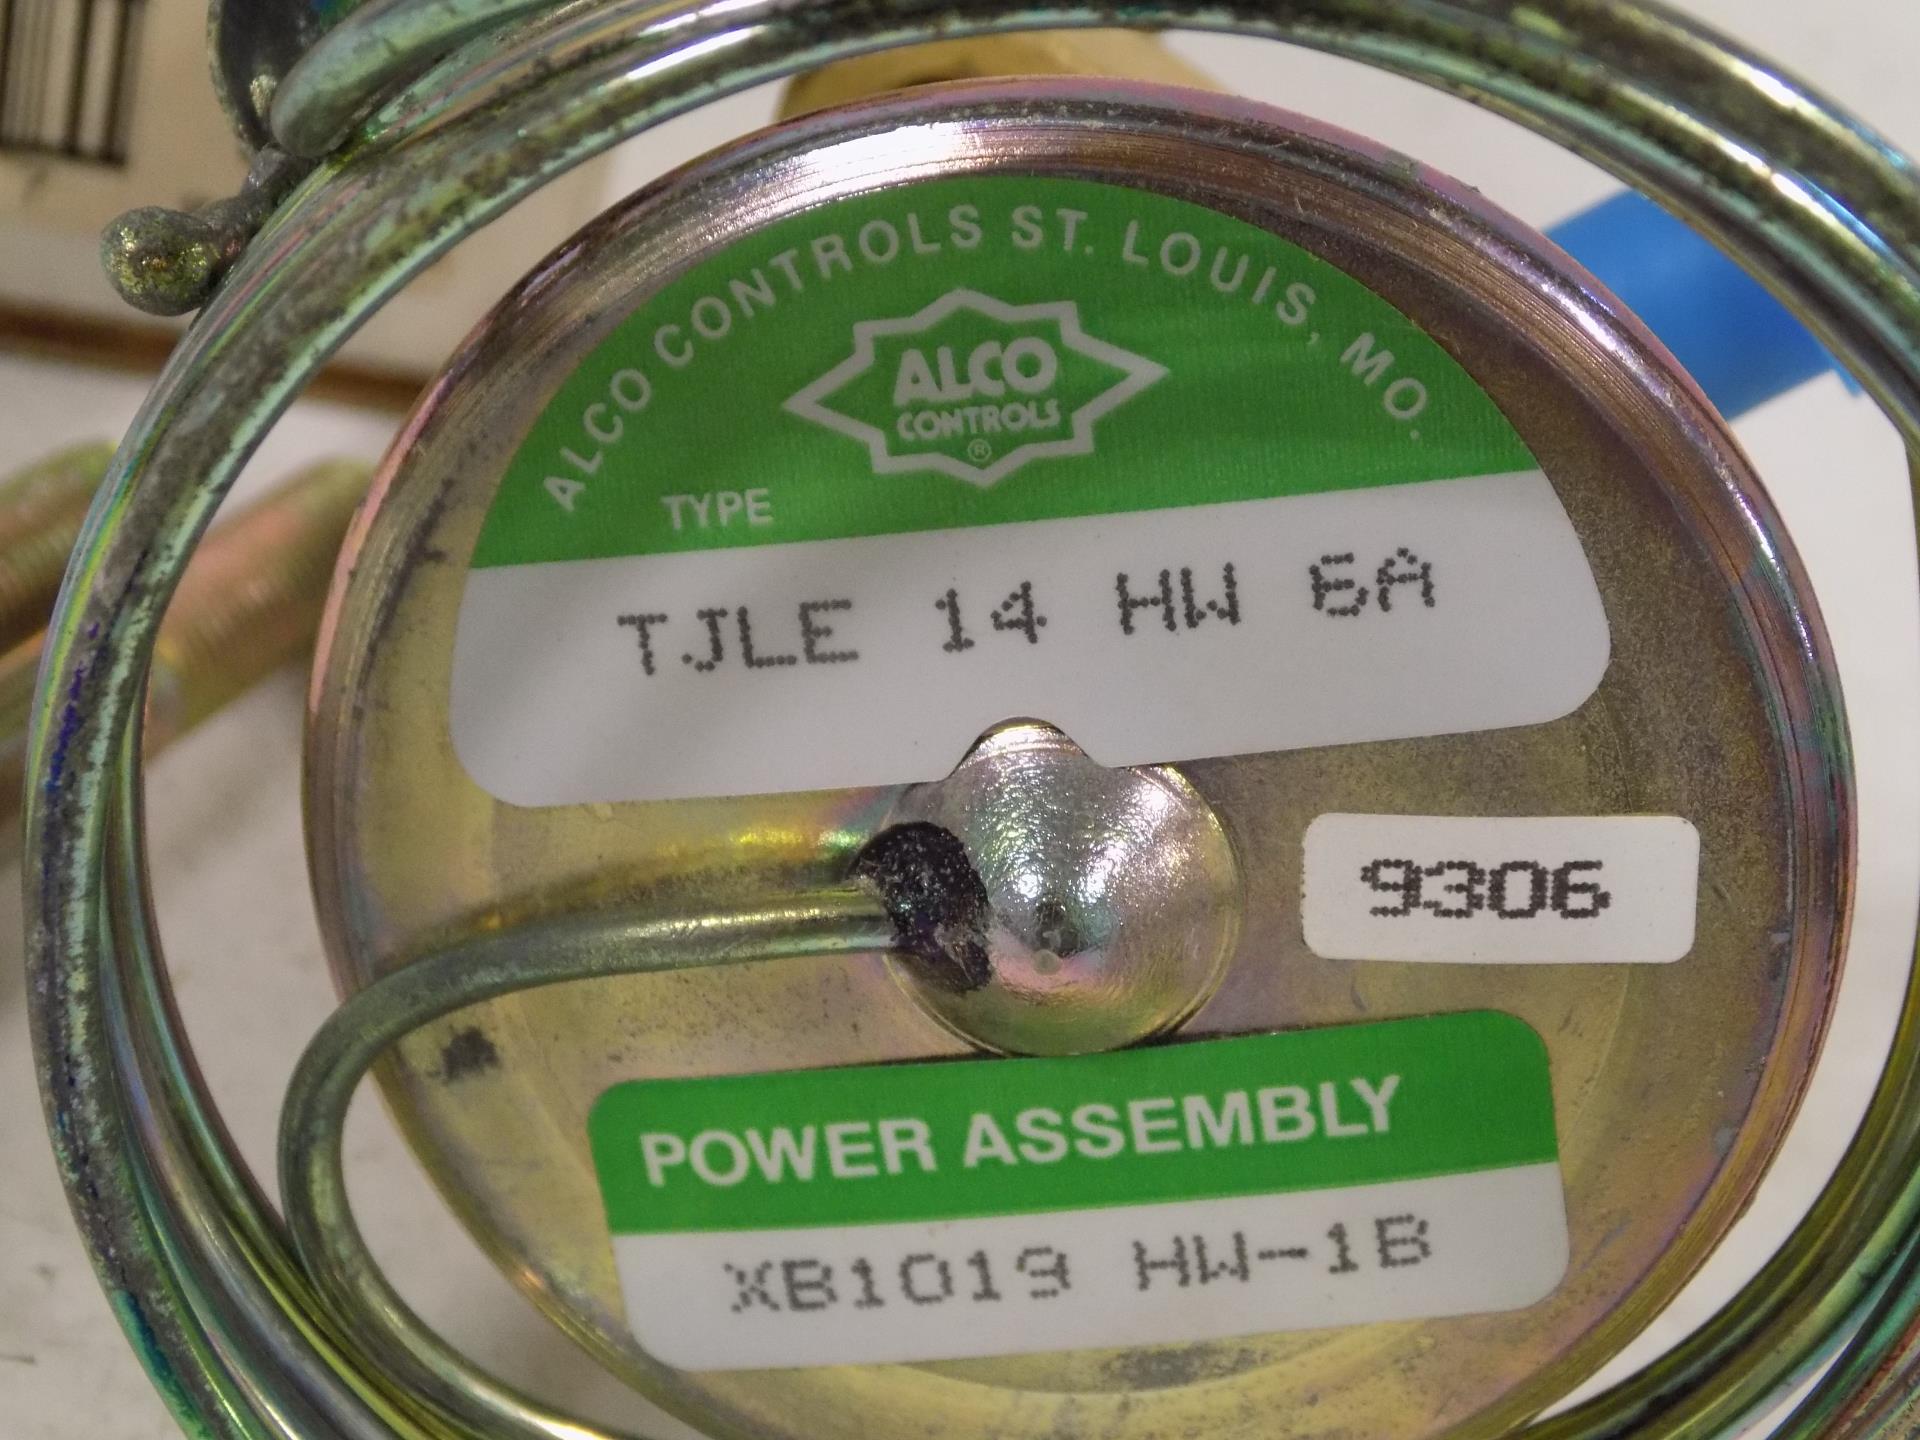 ALCO CONTROLS ST. LOUIS, MO.
ALCO
CONTROLS
®
TYPE
TJLE 14 HW 6A
9306
POWER ASSEMBLY
XB1019 HW-1B